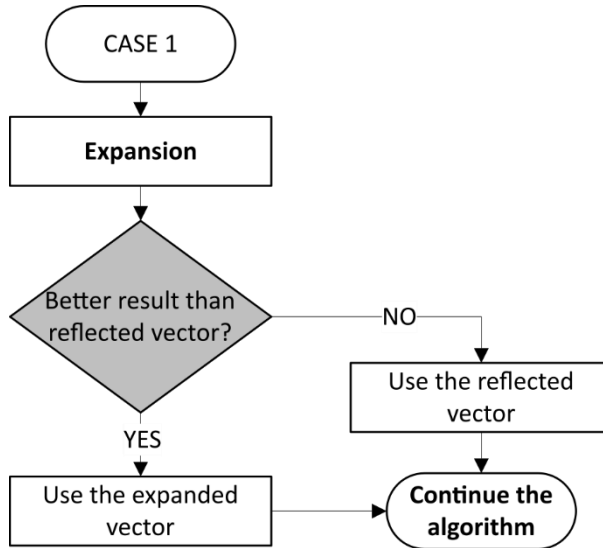 CASE 1
Expansion
Better result than
reflected vector?
NO
Use the reflected
vector
YES
Use the expanded
vector
Continue the
algorithm